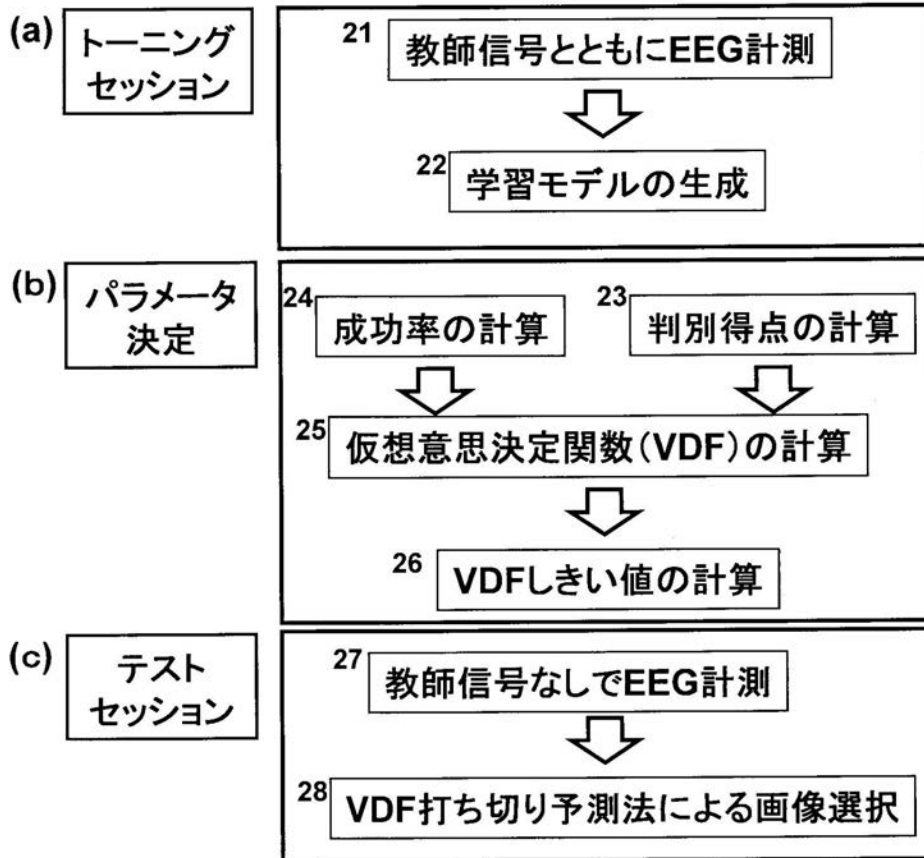 (a)
トーニング
セッション
21
教師信号とともにEEG計測
22
学習モデルの生成
(b)
パラメータ
決定
24
成功率の計算
23
判別得点の計算
25
仮想意思決定関数(VDF)の計算
26
VDFしきい値の計算
(c)
テスト
セッション
27
教師信号なしでEEG計測
28
VDF打ち切り予測法による画像選択